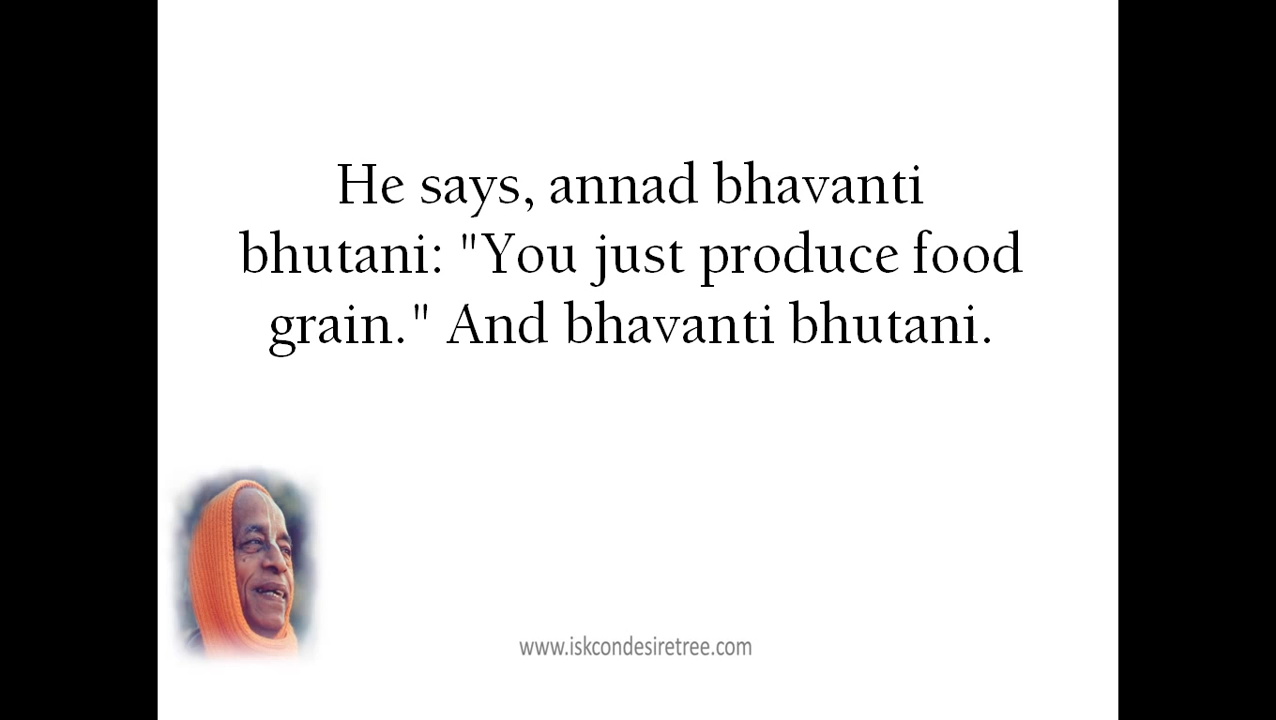 He says, annad bhavanti
bhutani: "You just produce food
grain." And bhavanti bhutani.
www.iskcondesiretree.com